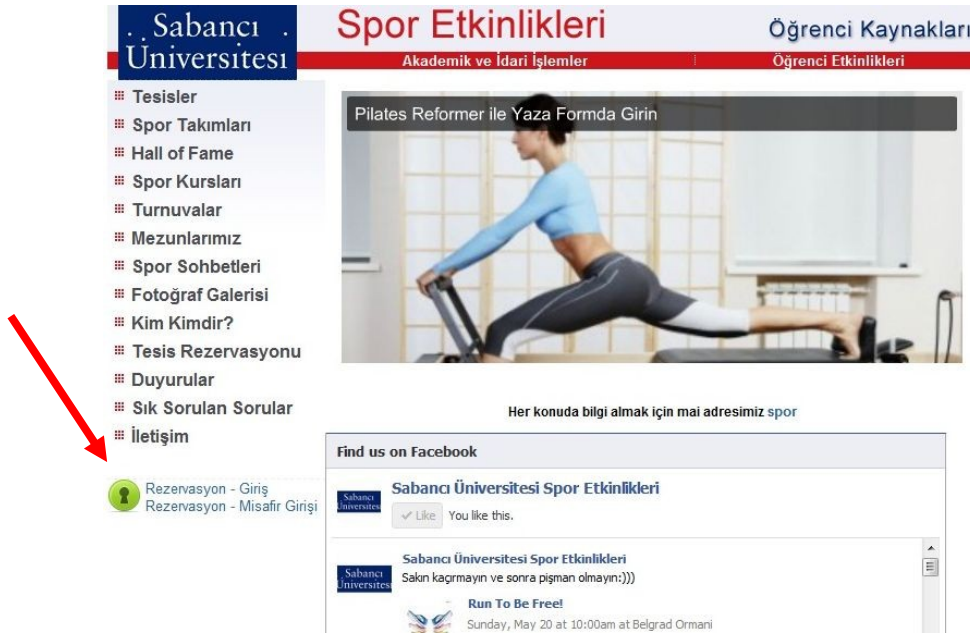 Sabancı
Üniversitesi
Spor Etkinlikleri
Öğrenci Kaynakları
Akademik ve İdari İşlemler
Öğrenci Etkinlikleri
Tesisler
Spor Takımları
Hall of Fame
Spor Kursları
Turnuvalar
Mezunlarımız
Spor Sohbetleri
Fotoğraf Galerisi
Kim Kimdir?
Tesis Rezervasyonu
Duyurular
Sık Sorulan Sorular
İletişim
Rezervasyon - Giriş
Rezervasyon - Misafir Girişi
Pilates Reformer ile Yaza Formda Girin
Her konuda bilgi almak için mai adresimiz spor
Find us on Facebook
Sabancı
Üniversitesi
Sabancı Üniversitesi Spor Etkinlikleri
Like You like this.
Sabancı
Üniversitesi
Sabancı Üniversitesi Spor Etkinlikleri
Sakın kaçırmayın ve sonra pişman olmayın:)))
Run To Be Free!
Sunday, May 20 at 10:00am at Belgrad Ormani